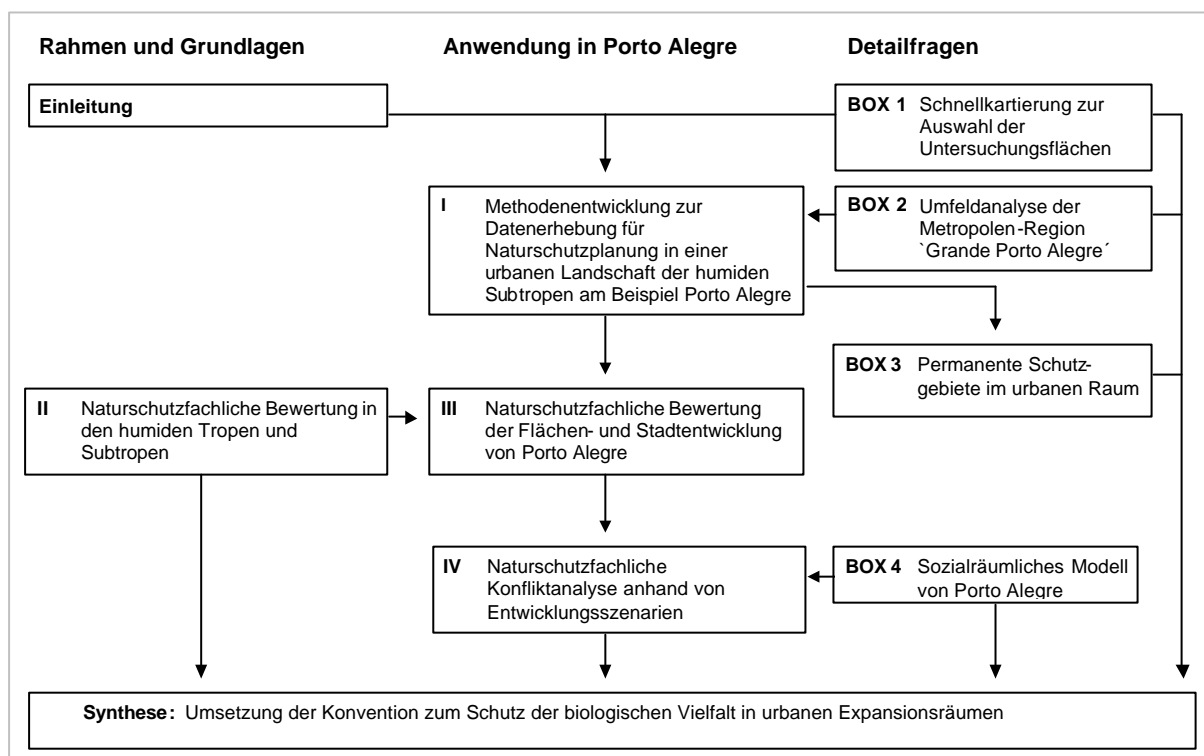 Rahmen und Grundlagen
Anwendung in Porto Alegre
Detailfragen
Einleitung
BOX 1 Schnellkartierung zur
Auswahl der
Untersuchungsflächen
I Methodenentwicklung zur
Datenerhebung für
Naturschutzplanung in einer
urbanen Landschaft der humiden
Subtropen am Beispiel Porto Alegre
BOX 2 Umfeldanalyse der
Metropolen-Region
`Grande Porto Alegre´
BOX 3 Permanente Schutz-
gebiete im urbanen Raum
II Naturschutzfachliche Bewertung in
den humiden Tropen und
Subtropen
III Naturschutzfachliche Bewertung
der Flächen- und Stadtentwicklung
von Porto Alegre
IV Naturschutzfachliche
Konfliktanalyse anhand von
Entwicklungsszenarien
BOX 4 Sozialräumliches Modell
von Porto Alegre
Synthese: Umsetzung der Konvention zum Schutz der biologischen Vielfalt in urbanen Expansionsräumen